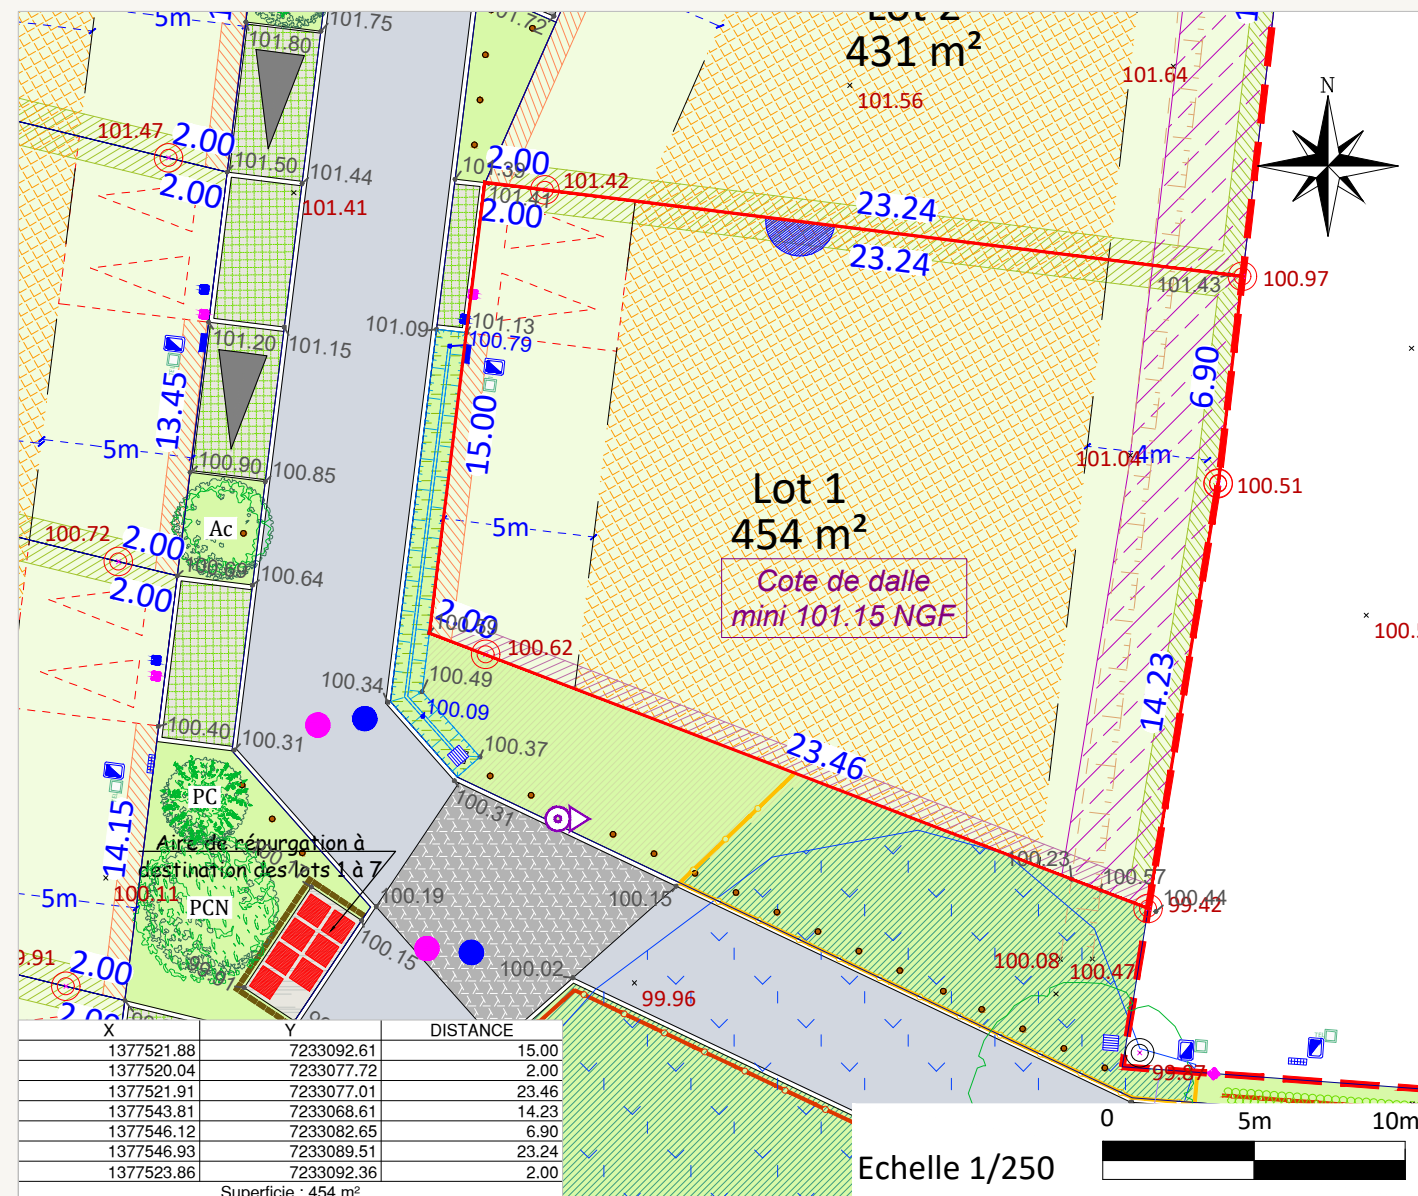 5m
101.75
101.72
Lot 2
431 m²
101.80
101.64
101.56
N
101.47
2.00
101.50
101.44
2.00
101.41
2.00
101.39
101.42
101.41
2.00
23.24
23.24
101.43
100.97
101.09
101.13
100.79
101.20
101.15
6.90
13.45
15.00
5m
101.04
4m
100.90
100.85
100.51
Lot 1
454 m²
Ac
5m
100.72
2.00
100.69
100.64
2.00
Cote de dalle
mini 101.15 NGF
2.00
100.62
100.49
100.34
100.09
14.23
100.40
100.31
100.37
23.46
PC
100.31
14.15
Aire de répurgation à
destination des lots 1 à 7
100.23
100.57
100.44
99.42
100.11
5m
PCN
100.19
100.15
100.15
2.00
100.02
100.08
100.47
99.96
99.87
X Y DISTANCE
1377521.88 7233092.61 15.00
1377520.04 7233077.72 2.00
1377521.91 7233077.01 23.46
1377543.81 7233068.61 14.23
1377546.12 7233082.65 6.90
1377546.93 7233089.51 23.24
1377523.86 7233092.36 2.00
Superficie : 454 m²
0 5m 10m
Echelle 1/250